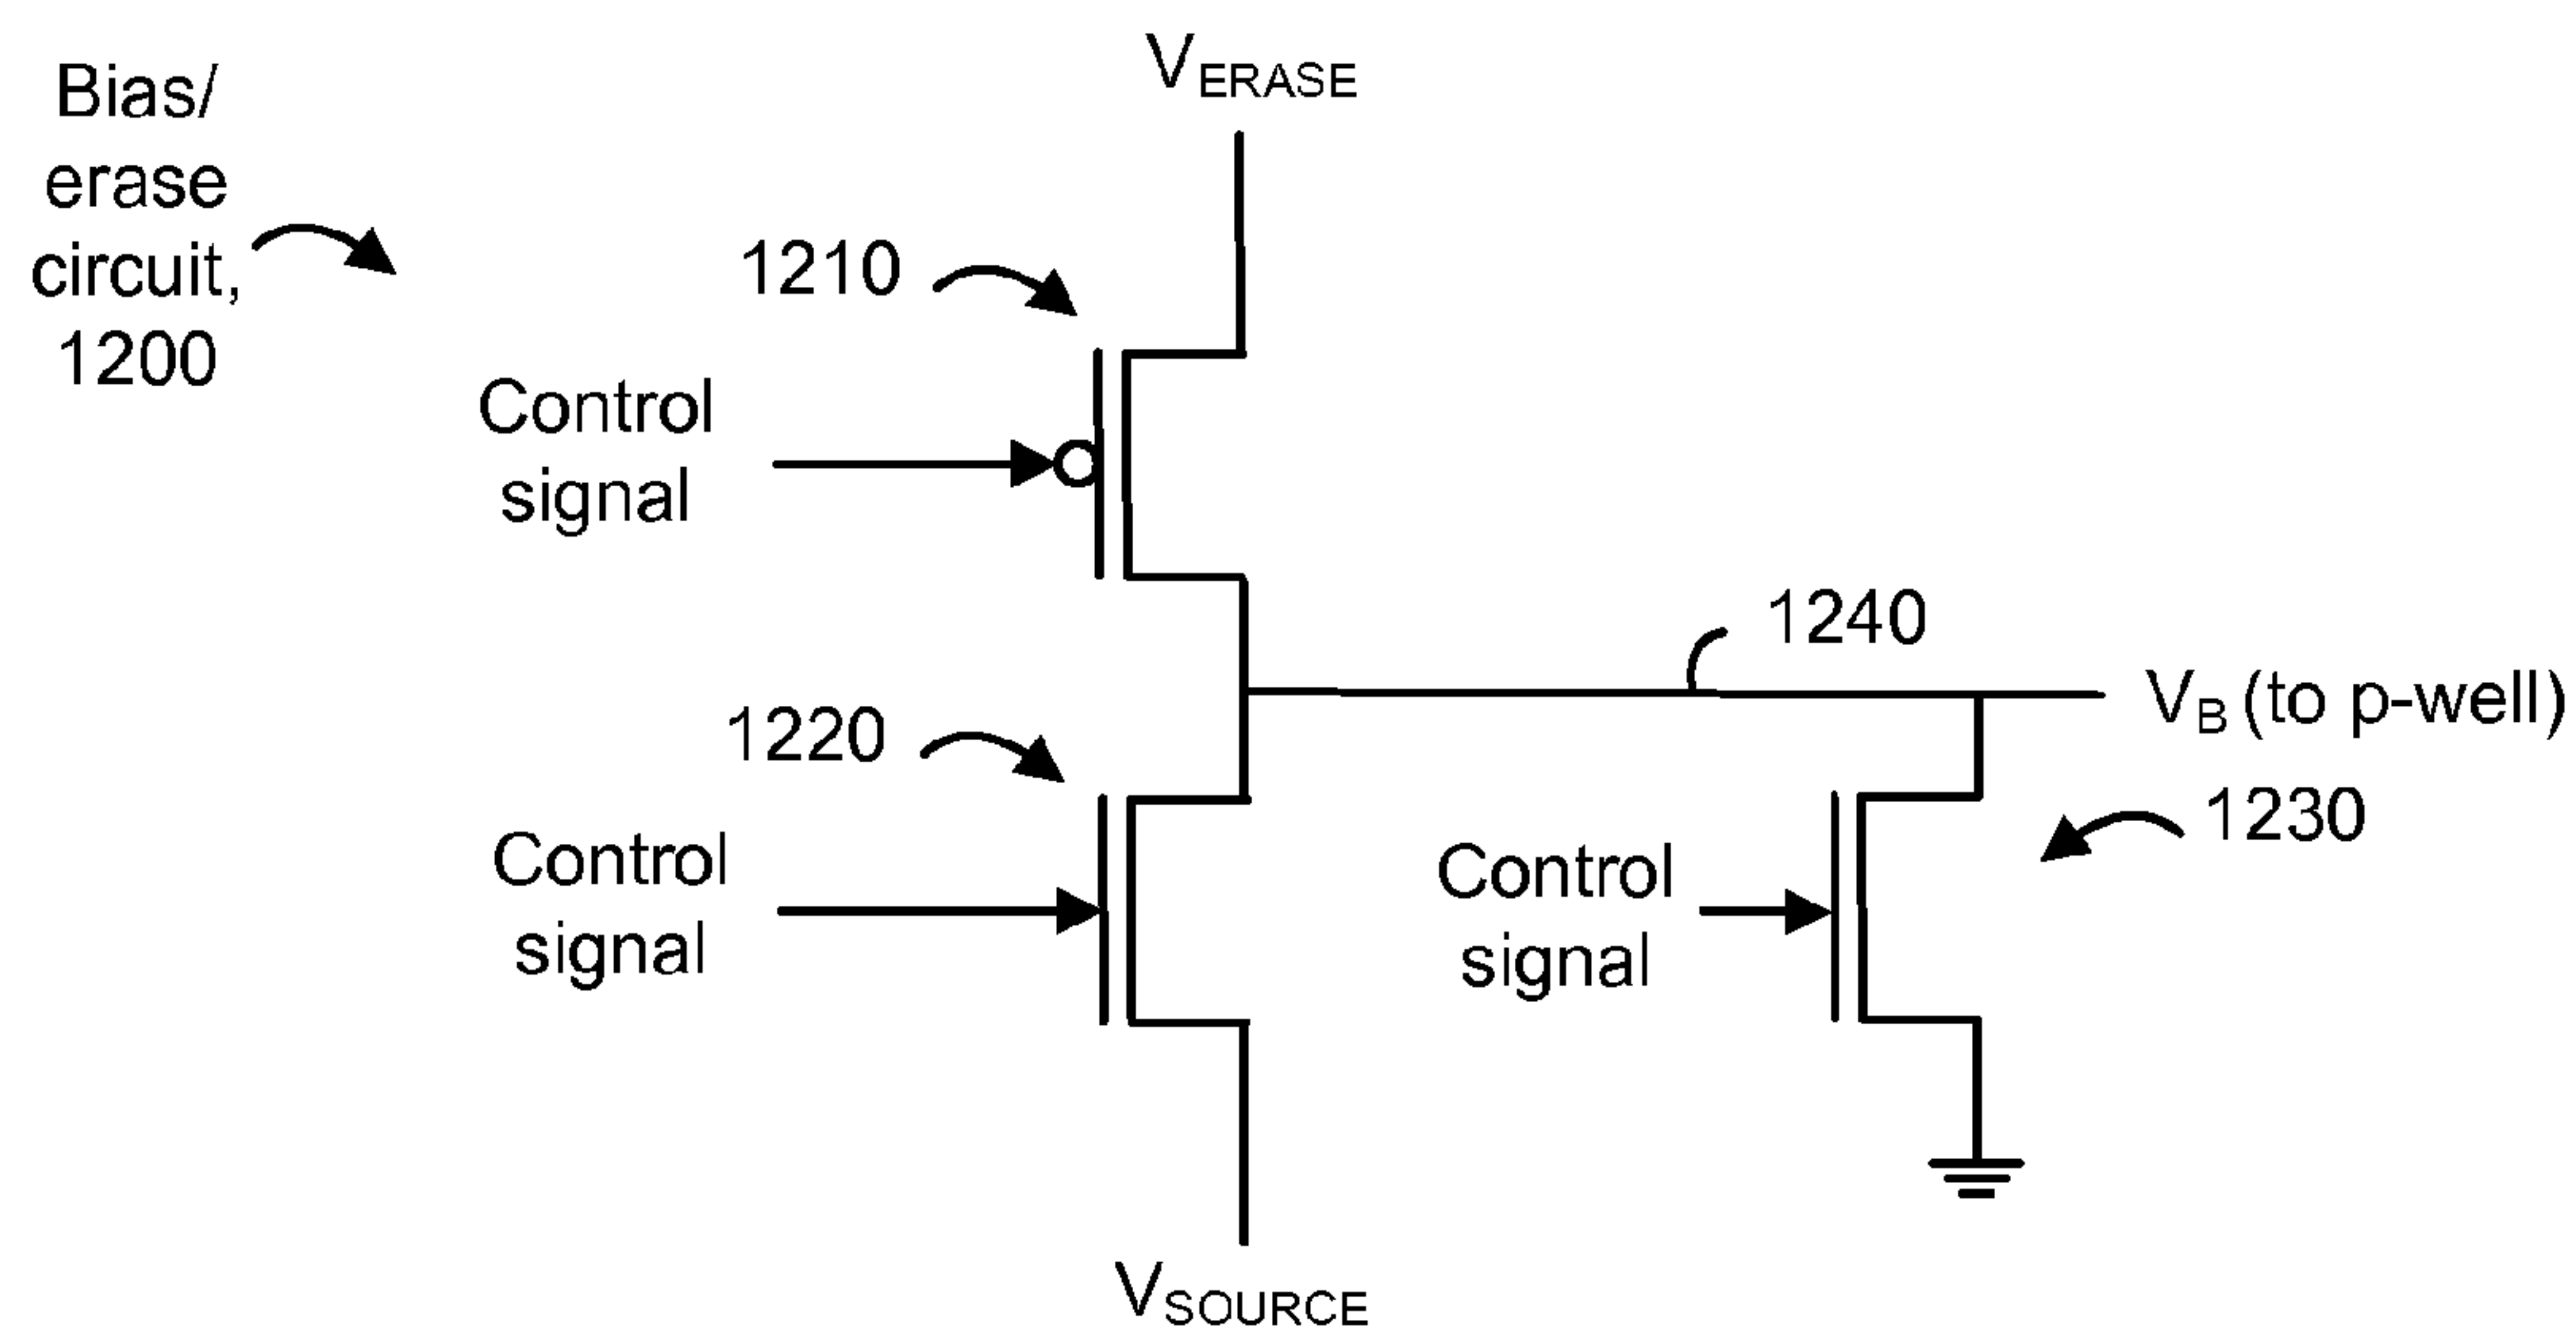 Bias/
erase
circuit,
1200
VERASE
1210
Control
signal
1240
VB (to p-well)
1220
1230
Control
signal
Control
signal
VSOURCE